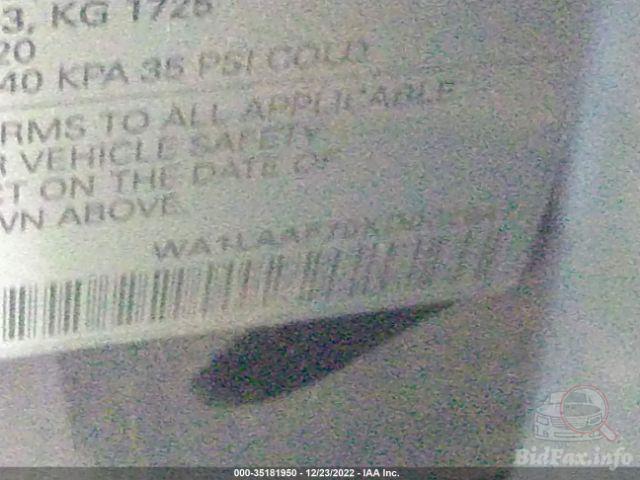 3, KG 1725
20
40 KPA 35 PSI COLD
RMS TO ALL APPLICABLE
R VEHICLE SAFETY
CT ON THE DATE OF
WN ABOVE
000-35181950 - 12/23/2022 - IAA Inc.
BidFax.info